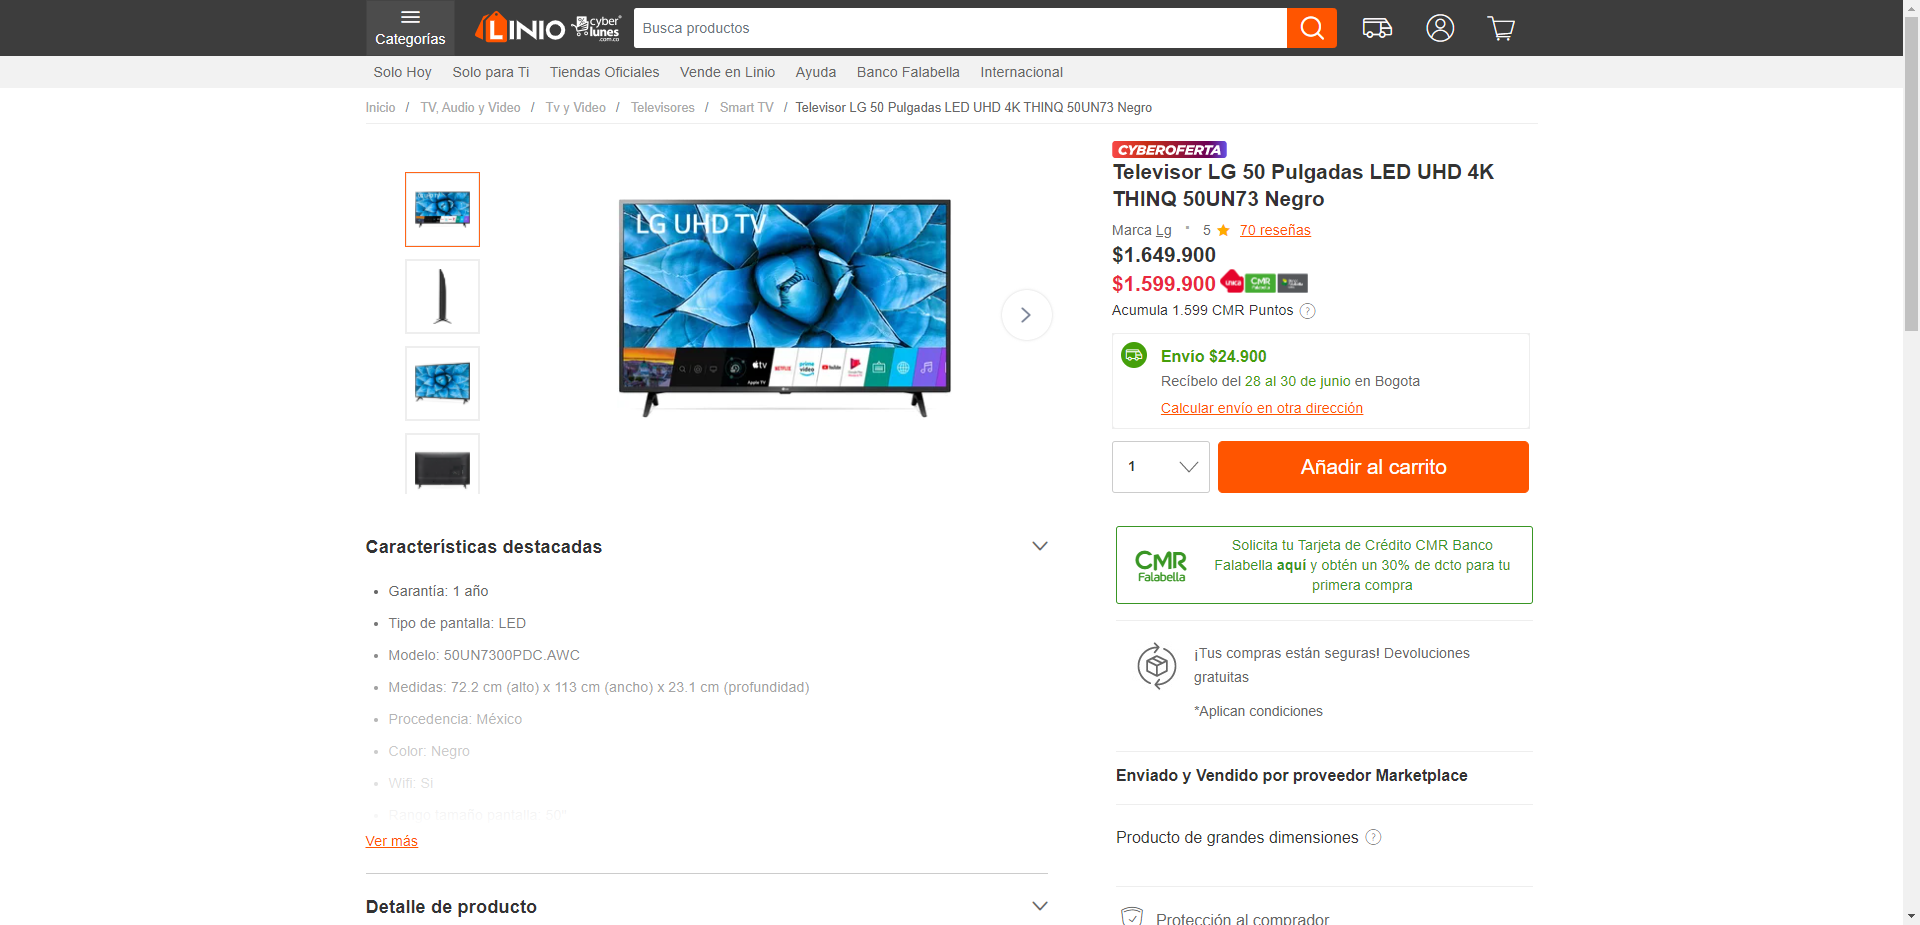 Categorías
LINIO
cyber
lunes
.com.co
Busca productos
Solo Hoy
Solo para Ti
Tiendas Oficiales
Vende en Linio
Ayuda
Banco Falabella
Internacional
Inicio / TV, Audio y Video / Tv y Video / Televisores / Smart TV / Televisor LG 50 Pulgadas LED UHD 4K THINQ 50UN73 Negro
LG UHD TV
tv
Apple TV
NETFLIX
prime video
YouTube
CYBEROFERTA
Televisor LG 50 Pulgadas LED UHD 4K
THINQ 50UN73 Negro
Marca Lg · 5 70 reseñas
$1.649.900
$1.599.900
única
CMR
Falabella
Acumula 1.599 CMR Puntos ?
Envío $24.900
Recíbelo del 28 al 30 de junio en Bogota
Calcular envío en otra dirección
1
Añadir al carrito
CMR
Falabella
Solicita tu Tarjeta de Crédito CMR Banco
Falabella aquí y obtén un 30% de dcto para tu
primera compra
¡Tus compras están seguras! Devoluciones
gratuitas
*Aplican condiciones
Enviado y Vendido por proveedor Marketplace
Producto de grandes dimensiones ?
Protección al comprador
Características destacadas
• Garantía: 1 año
• Tipo de pantalla: LED
• Modelo: 50UN7300PDC.AWC
• Medidas: 72.2 cm (alto) x 113 cm (ancho) x 23.1 cm (profundidad)
• Procedencia: México
• Color: Negro
• Wifi: Si
• Rango tamaño pantalla: 50"
Ver más
Detalle de producto